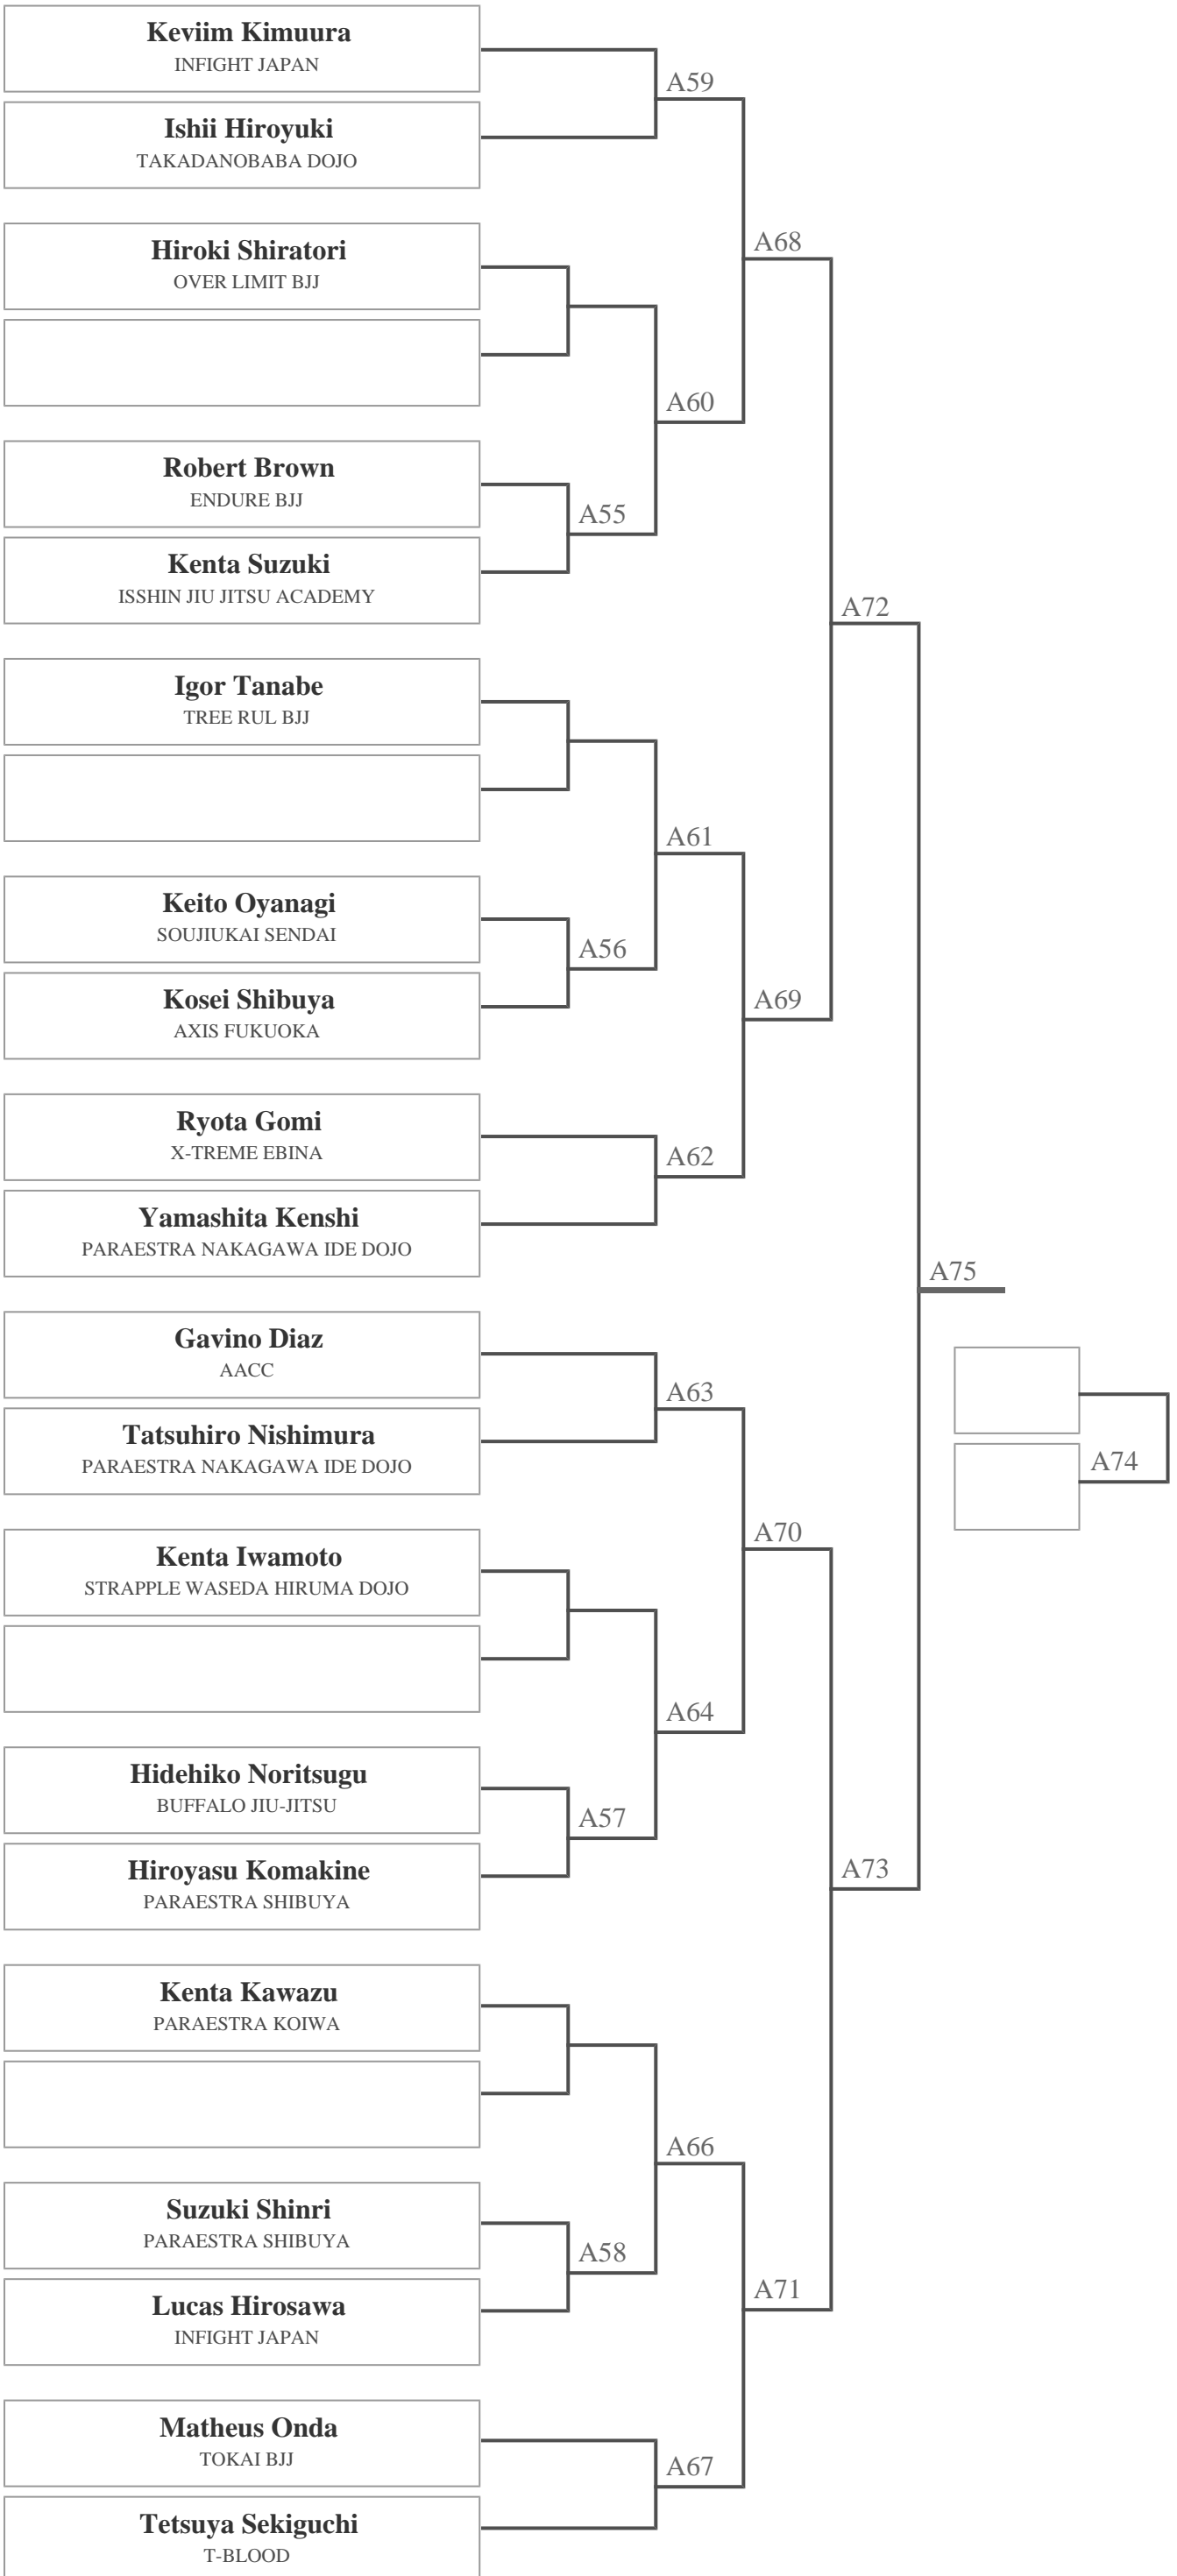 Keviim Kimuura
INFIGHT JAPAN
A59
Ishii Hiroyuki
TAKADANOBABA DOJO
Hiroki Shiratori
OVER LIMIT BJJ
A68
A60
Robert Brown
ENDURE BJJ
A55
Kenta Suzuki
ISSHIN JIU JITSU ACADEMY
A72
Igor Tanabe
TREE RUL BJJ
A61
Keito Oyanagi
SOUJIUKAI SENDAI
A56
Kosei Shibuya
AXIS FUKUOKA
A69
Ryota Gomi
X-TREME EBINA
A62
Yamashita Kenshi
PARAESTRA NAKAGAWA IDE DOJO
A75
Gavino Diaz
AACC
A63
Tatsuhiro Nishimura
PARAESTRA NAKAGAWA IDE DOJO
A74
A70
Kenta Iwamoto
STRAPPLE WASEDA HIRUMA DOJO
A64
Hidehiko Noritsugu
BUFFALO JIU-JITSU
A57
Hiroyasu Komakine
PARAESTRA SHIBUYA
A73
Kenta Kawazu
PARAESTRA KOIWA
A66
Suzuki Shinri
PARAESTRA SHIBUYA
A58
Lucas Hirosawa
INFIGHT JAPAN
A71
Matheus Onda
TOKAI BJJ
A67
Tetsuya Sekiguchi
T-BLOOD